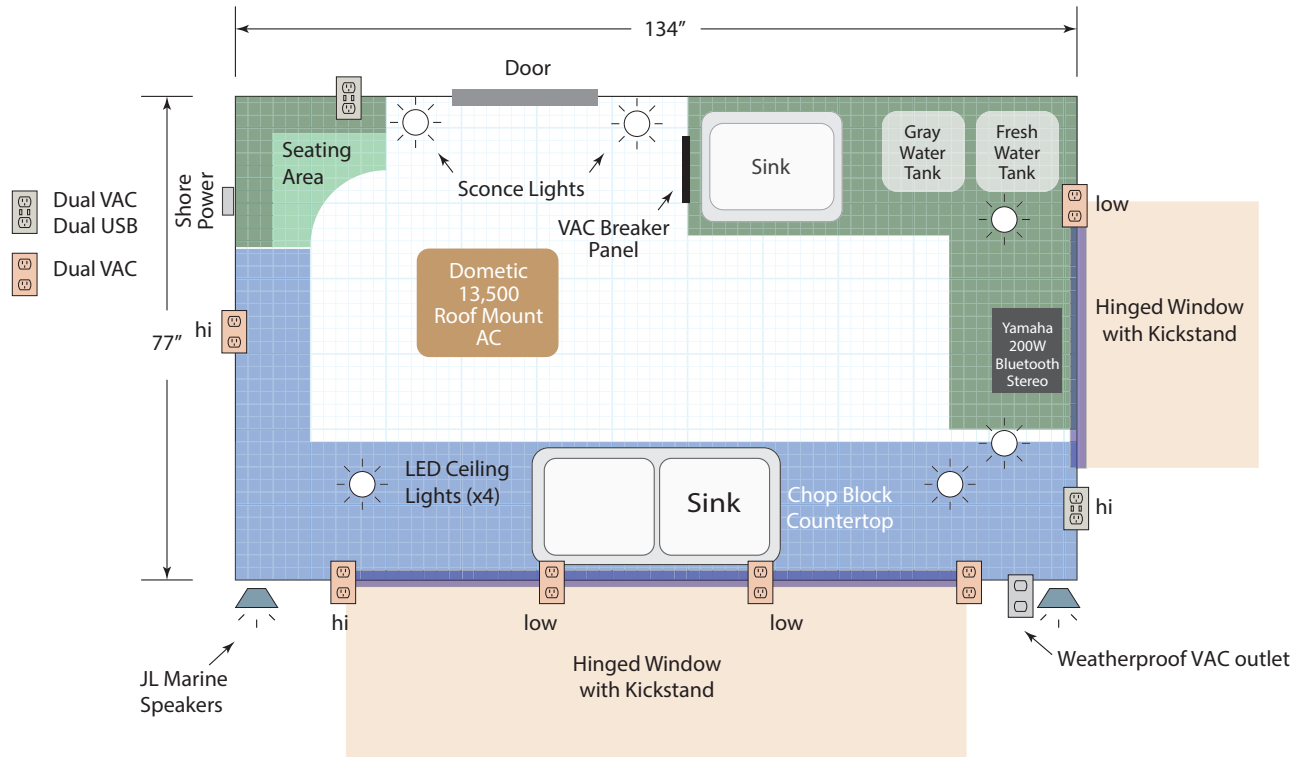 134”
Door
Seating
Area
Sconce Lights
VAC Breaker
Panel
Sink
Gray
Water
Tank
Fresh
Water
Tank
Shore
Power
Dual VAC
Dual USB
Dual VAC
low
Dometic
13,500
Roof Mount
AC
Hinged Window
with Kickstand
Yamaha
200W
Bluetooth
Stereo
hi
77”
LED Ceiling
Lights (x4)
Sink
Chop Block
Countertop
hi
hi
low
low
JL Marine
Speakers
Hinged Window
with Kickstand
Weatherproof VAC outlet